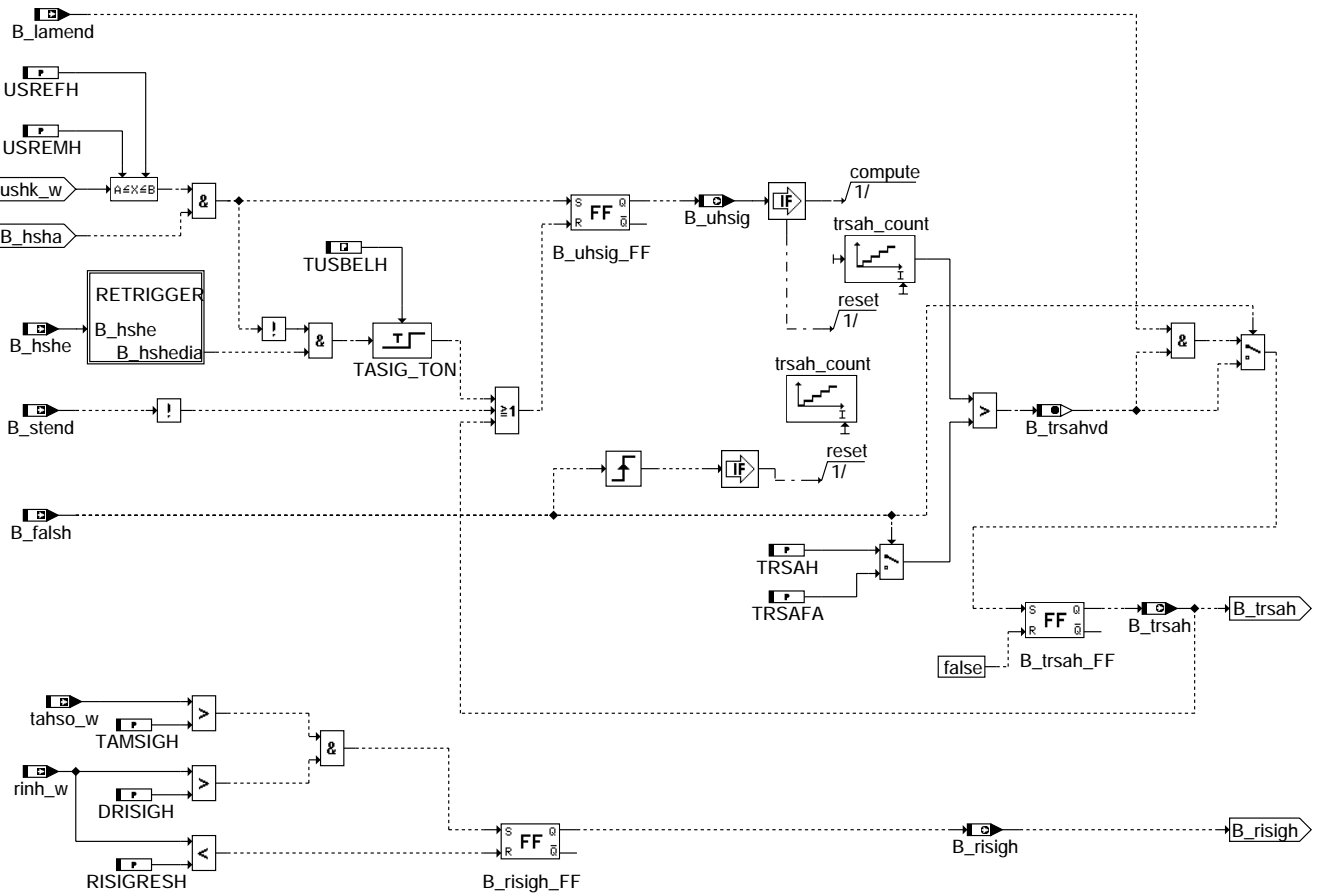 B_lamend
P
USREFH
P
USREMH
ushk_w
A≤X≤B
&
B_hsha
S Q
R Q̅
FF
B_uhsig_FF
B_uhsig
IF
compute
1/
trsah_count
I
reset
1/
P
TUSBELH
RETRIGGER
B_hshe
B_hshedia
B_hshe
!
&
T
TASIG_TON
trsah_count
I
&
B_stend
!
≥1
>
B_trsahvd
IF
reset
1/
B_falsh
P
TRSAH
P
TRSAFA
S Q
R Q̅
FF
B_trsah_FF
false
B_trsah
B_trsah
tahso_w
>
P
TAMSIGH
&
rinh_w
>
P
DRISIGH
<
P
RISIGRESH
S Q
R Q̅
FF
B_risigh_FF
B_risigh
B_risigh